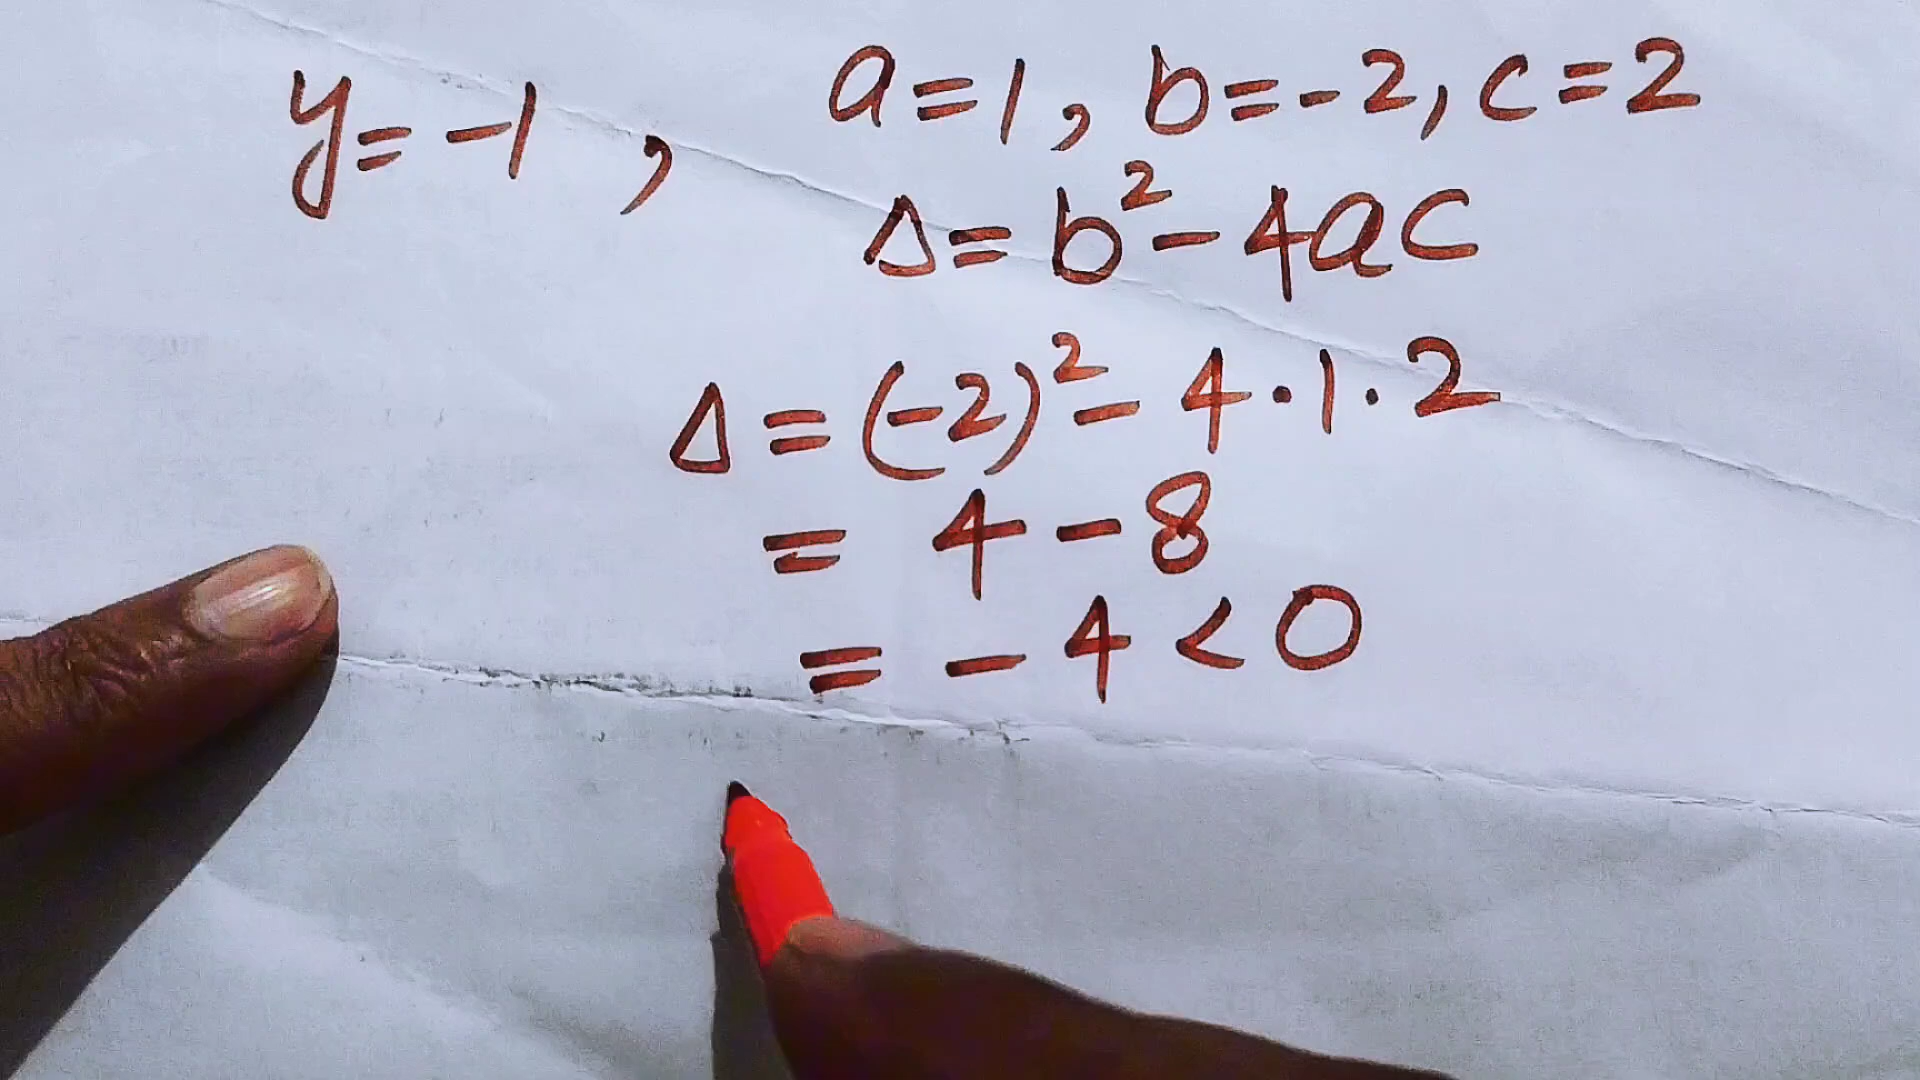 y = -1 , a = 1 , b = -2 , c = 2
Δ = b² - 4ac
Δ = (-2)² - 4 · 1 · 2
= 4 - 8
= - 4 < 0